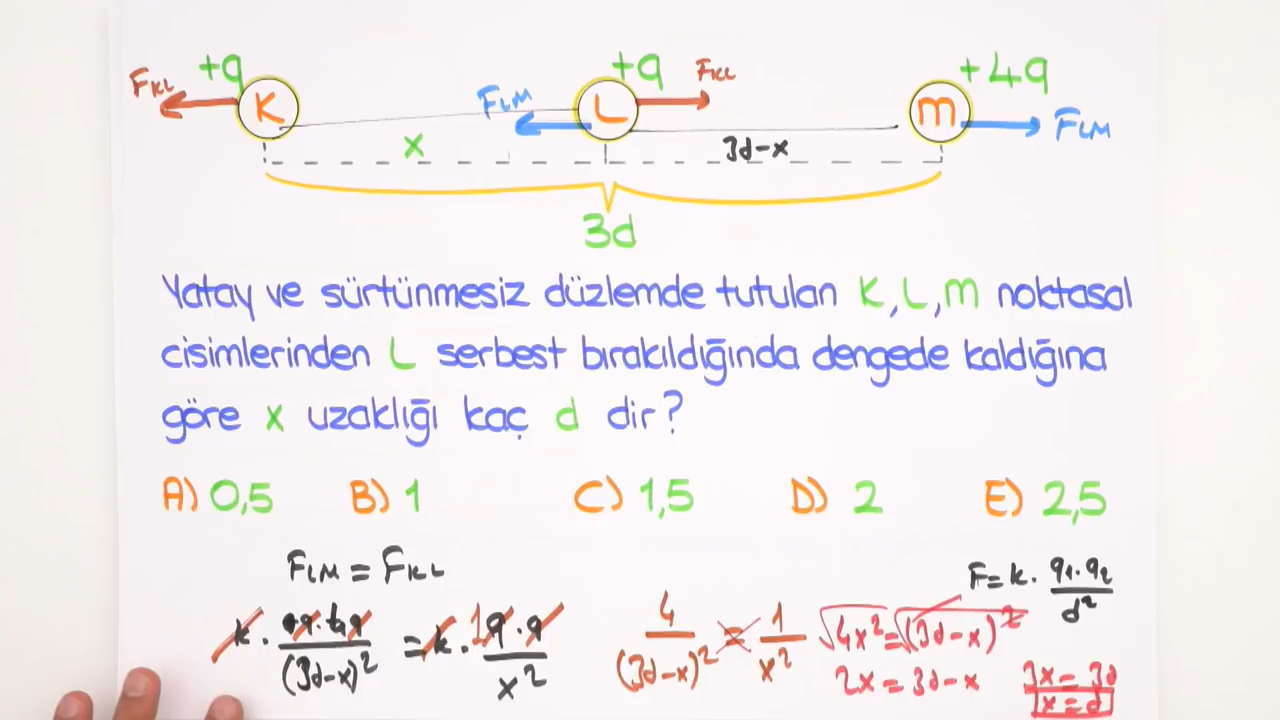 +q +q FKL +4q
FKL K FLM L M FLM
x 3d-x
3d
Yatay ve sürtünmesiz düzlemde tutulan K, L, M noktasal
cisimlerinden L serbest bırakıldığında dengede kaldığına
göre x uzaklığı kaç d dir?
A) 0,5 B) 1 C) 1,5 D) 2 E) 2,5
FLM = FKL F = k · q1·q2/d²
k · q·4q/(3d-x)² = k · 1q·q/x² 4/(3d-x)² = 1/x² √4x² = √(3d-x)²
2x = 3d-x 3x = 3d
x = d